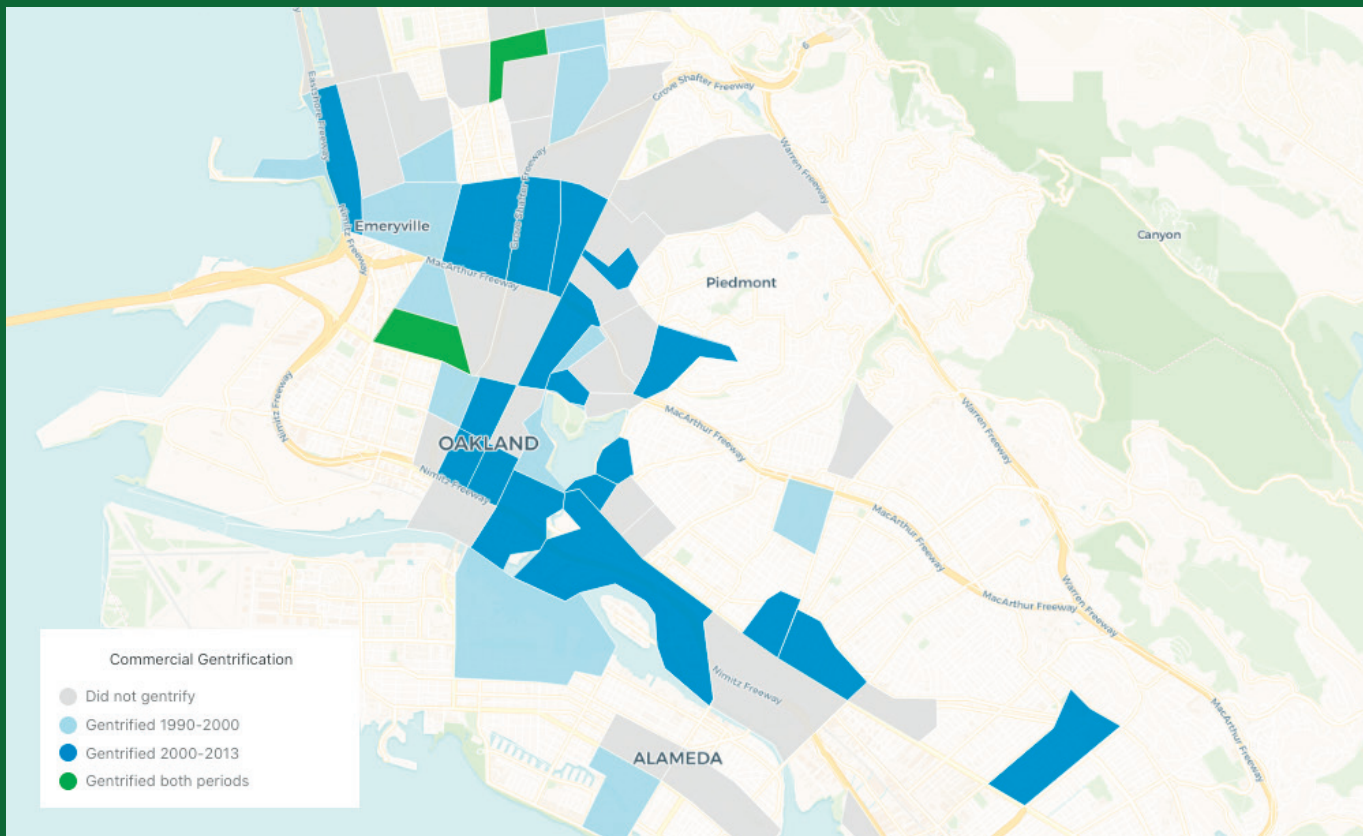 Grove Shafter Freeway
6
Eastshore Freeway
Warren Freeway
Grove Shafter Freeway
Nimitz Freeway
Emeryville
Canyon
MacArthur Freeway
Piedmont
Nimitz Freeway
MacArthur Freeway
Warren Freeway
OAKLAND
Nimitz Freeway
MacArthur Freeway
MacArthur Freeway
Warren Freeway
Nimitz Freeway
MacArthur Freeway
ALAMEDA
Commercial Gentrification
Did not gentrify
Gentrified 1990-2000
Gentrified 2000-2013
Gentrified both periods